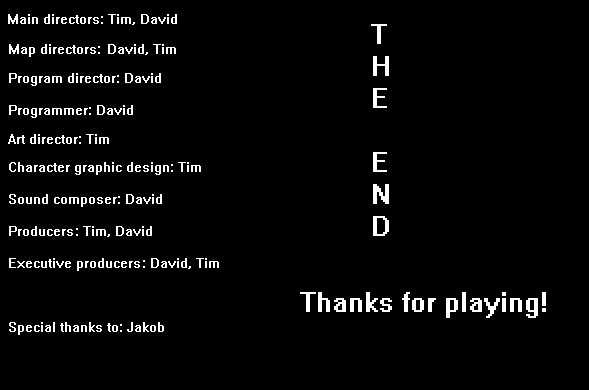 Main directors: Tim, David
Map directors: David, Tim
Program director: David
Programmer: David
Art director: Tim
Character graphic design: Tim
Sound composer: David
Producers: Tim, David
Executive producers: David, Tim
Special thanks to: Jakob
T
H
E
E
N
D
Thanks for playing!